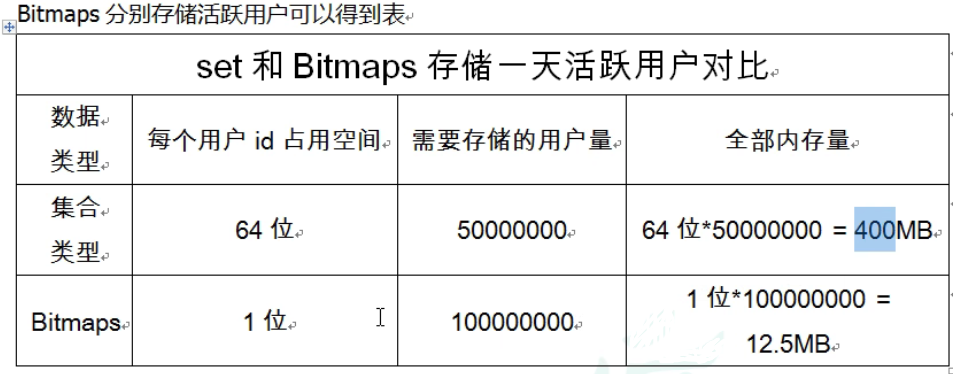 Bitmaps 分别存储活跃用户可以得到表
set 和 Bitmaps 存储一天活跃用户对比
数据
类型
每个用户 id 占用空间
需要存储的用户量
全部内存量
集合
类型
64 位
50000000
64 位*50000000 = 400MB
Bitmaps
1 位
100000000
1 位*100000000 =
12.5MB